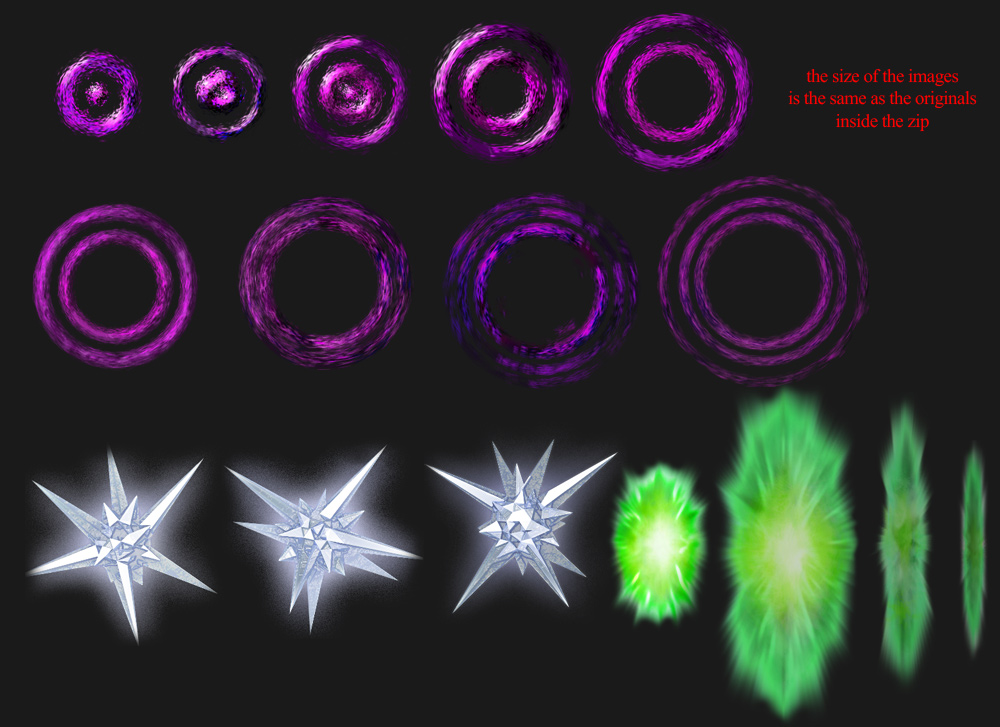 the size of the images
is the same as the originals
inside the zip